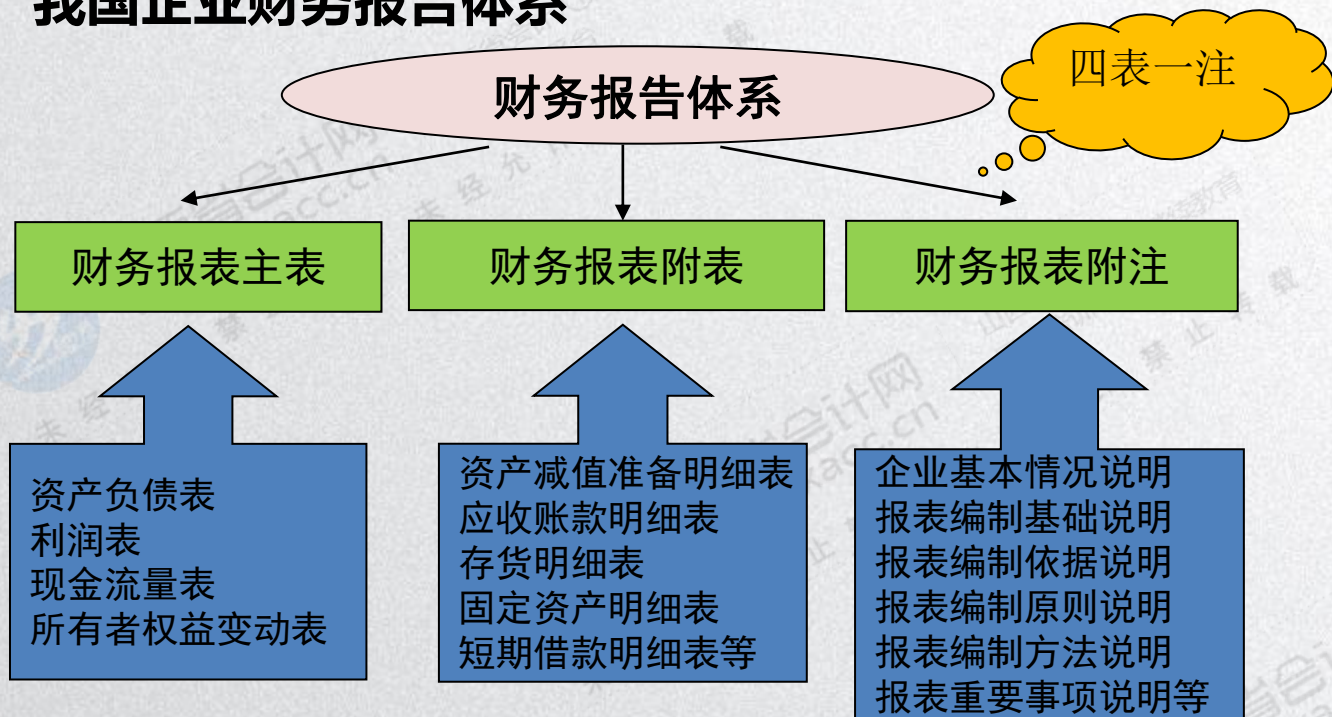 我国企业财务报告体系
四表一注
财务报告体系
财务报表主表
财务报表附表
财务报表附注
资产负债表
利润表
现金流量表
所有者权益变动表
资产减值准备明细表
应收账款明细表
存货明细表
固定资产明细表
短期借款明细表等
企业基本情况说明
报表编制基础说明
报表编制依据说明
报表编制原则说明
报表编制方法说明
报表重要事项说明等